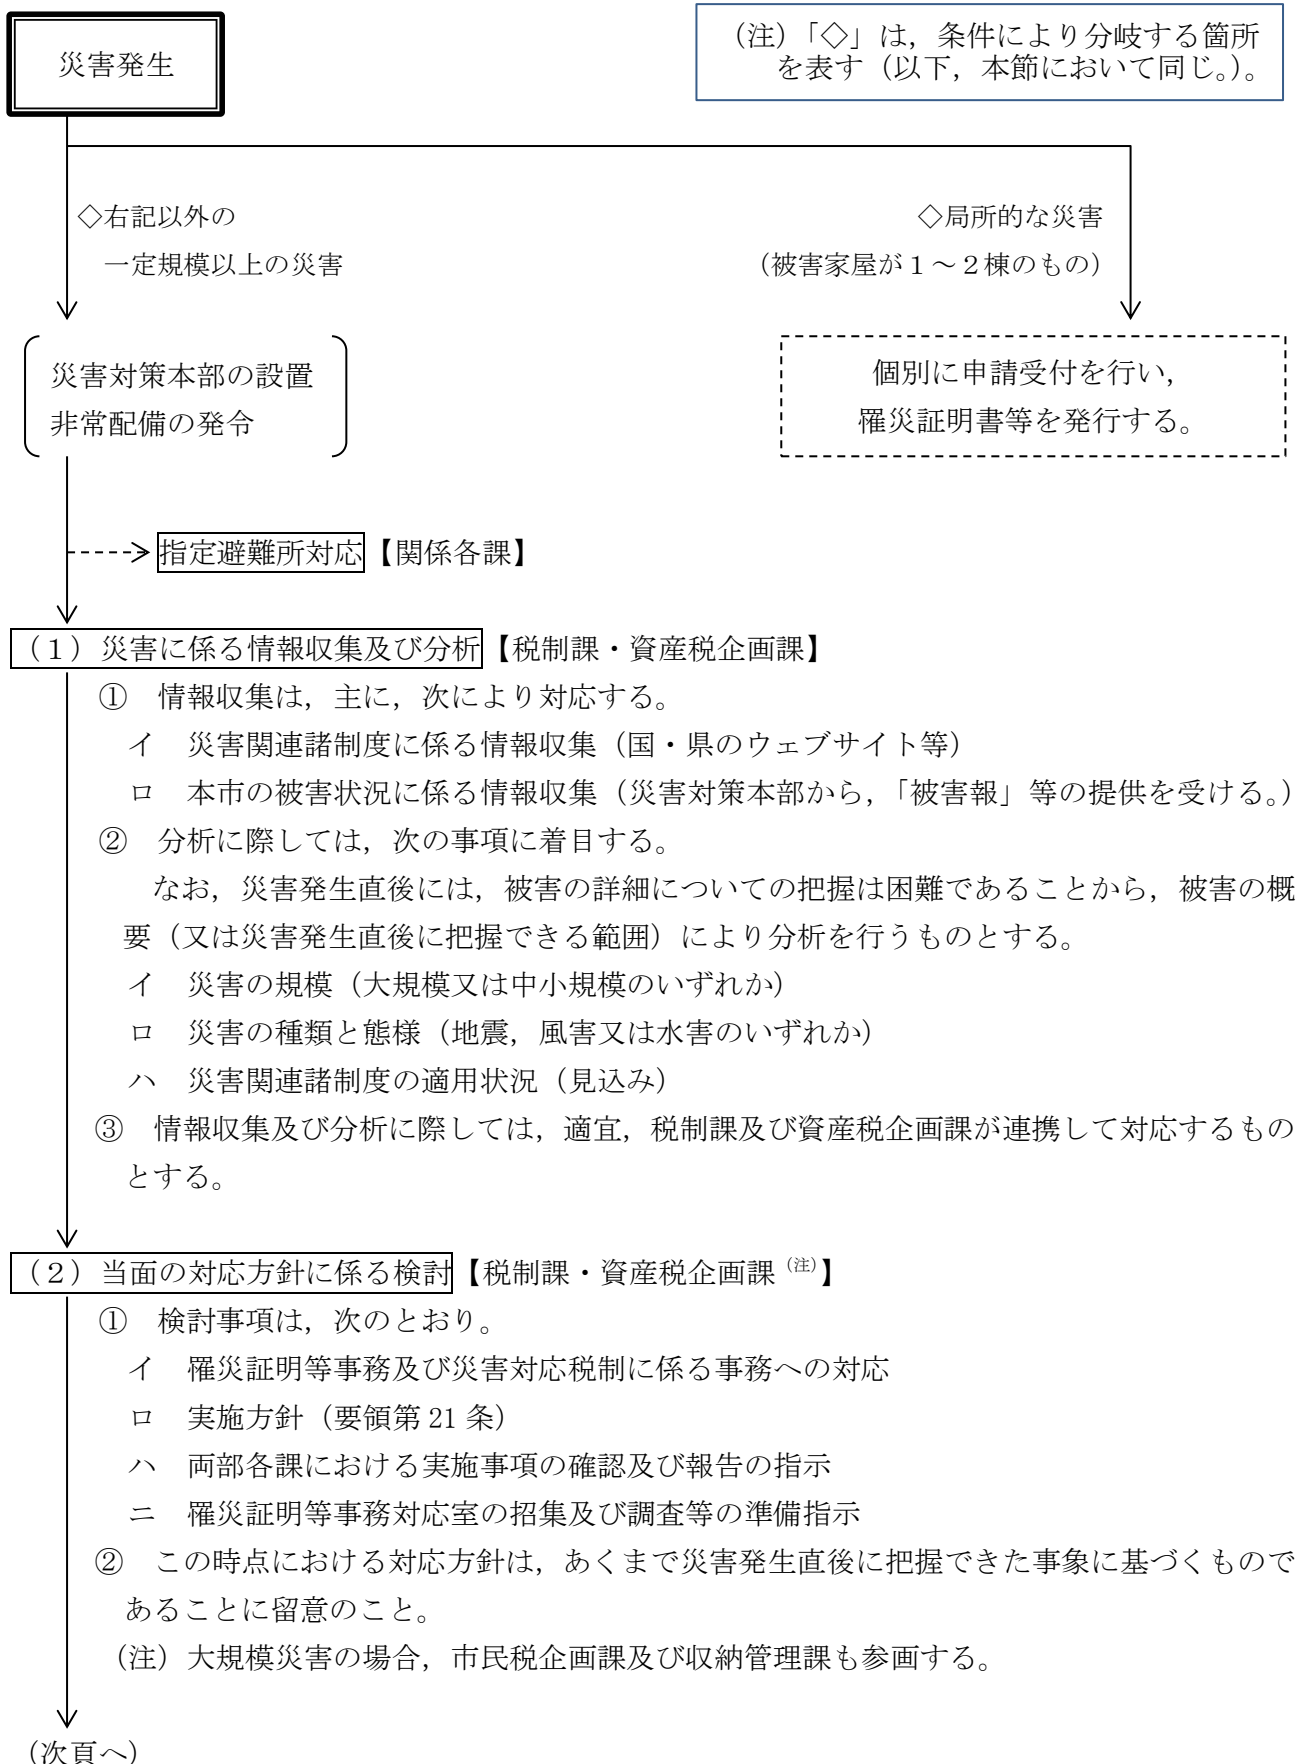 災害発生
(注)「◇」は，条件により分岐する箇所
を表す（以下，本節において同じ。）。
◇右記以外の
一定規模以上の災害
◇局所的な災害
（被害家屋が１～２棟のもの）
災害対策本部の設置
非常配備の発令
個別に申請受付を行い，
罹災証明書等を発行する。
指定避難所対応【関係各課】
（１）災害に係る情報収集及び分析【税制課・資産税企画課】
①　情報収集は，主に，次により対応する。
イ　災害関連諸制度に係る情報収集（国・県のウェブサイト等）
ロ　本市の被害状況に係る情報収集（災害対策本部から，「被害報」等の提供を受ける。）
②　分析に際しては，次の事項に着目する。
なお，災害発生直後には，被害の詳細についての把握は困難であることから，被害の概
要（又は災害発生直後に把握できる範囲）により分析を行うものとする。
イ　災害の規模（大規模又は中小規模のいずれか）
ロ　災害の種類と態様（地震，風害又は水害のいずれか）
ハ　災害関連諸制度の適用状況（見込み）
③　情報収集及び分析に際しては，適宜，税制課及び資産税企画課が連携して対応するもの
とする。
（２）当面の対応方針に係る検討【税制課・資産税企画課（注）】
①　検討事項は，次のとおり。
イ　罹災証明等事務及び災害対応税制に係る事務への対応
ロ　実施方針（要領第 21 条）
ハ　両部各課における実施事項の確認及び報告の指示
ニ　罹災証明等事務対応室の招集及び調査等の準備指示
②　この時点における対応方針は，あくまで災害発生直後に把握できた事象に基づくもので
あることに留意のこと。
（注）大規模災害の場合，市民税企画課及び収納管理課も参画する。
（次頁へ）